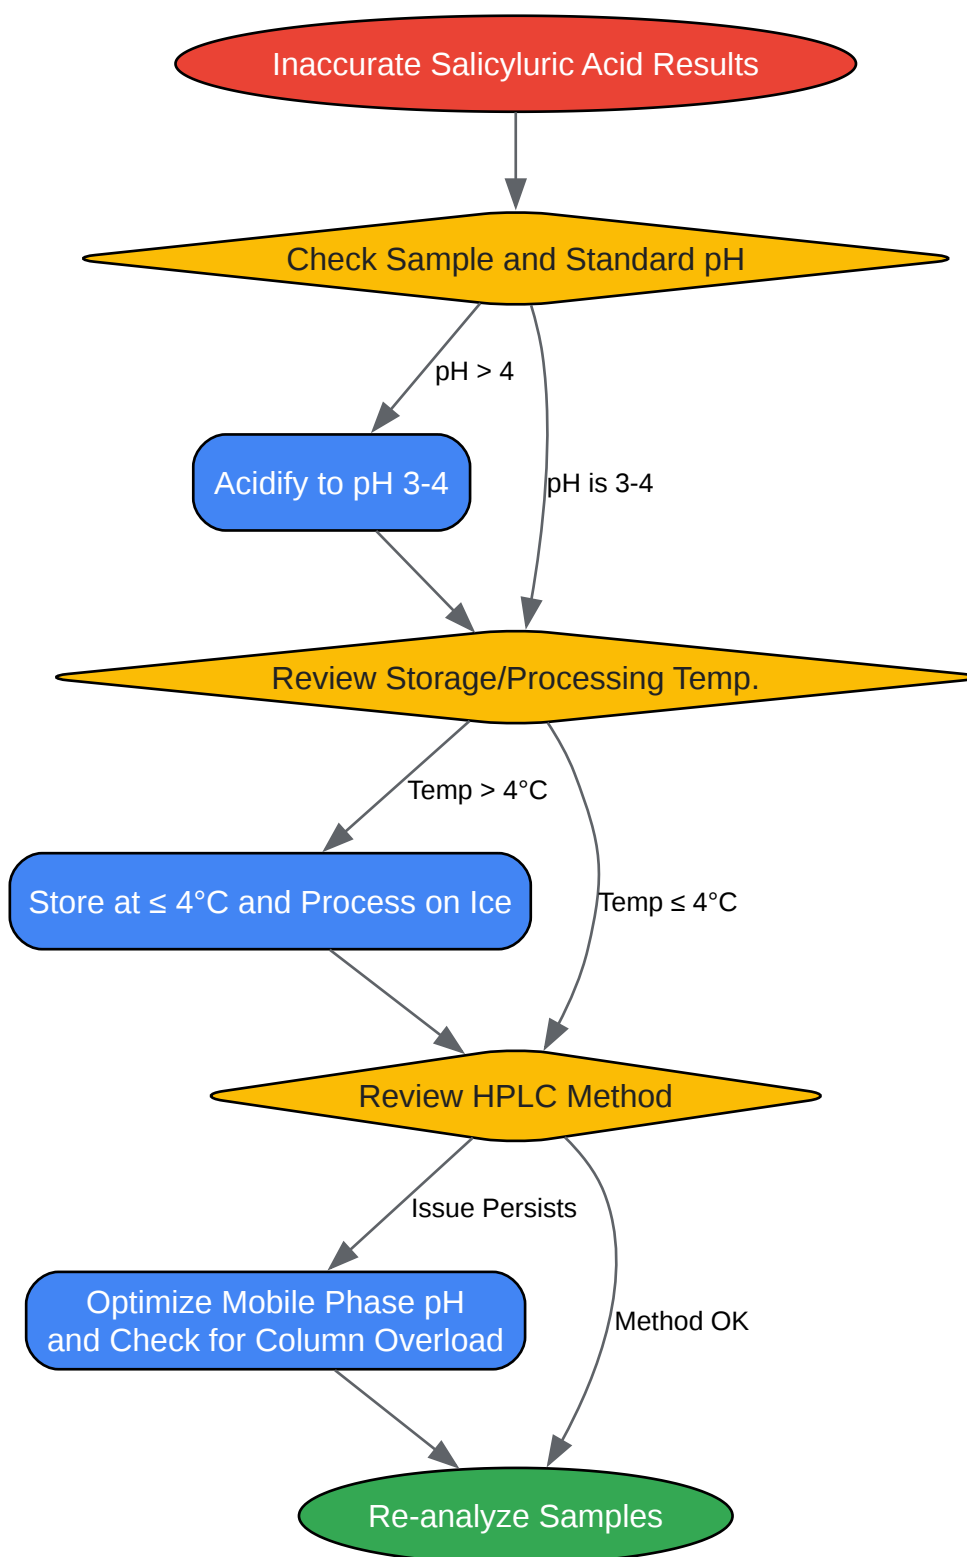 Inaccurate Salicyluric Acid Results
Check Sample and Standard pH
pH > 4
Acidify to pH 3-4
pH is 3-4
Review Storage/Processing Temp.
Temp > 4°C
Store at ≤ 4°C and Process on Ice
Temp ≤ 4°C
Review HPLC Method
Issue Persists
Optimize Mobile Phase pH
and Check for Column Overload
Method OK
Re-analyze Samples